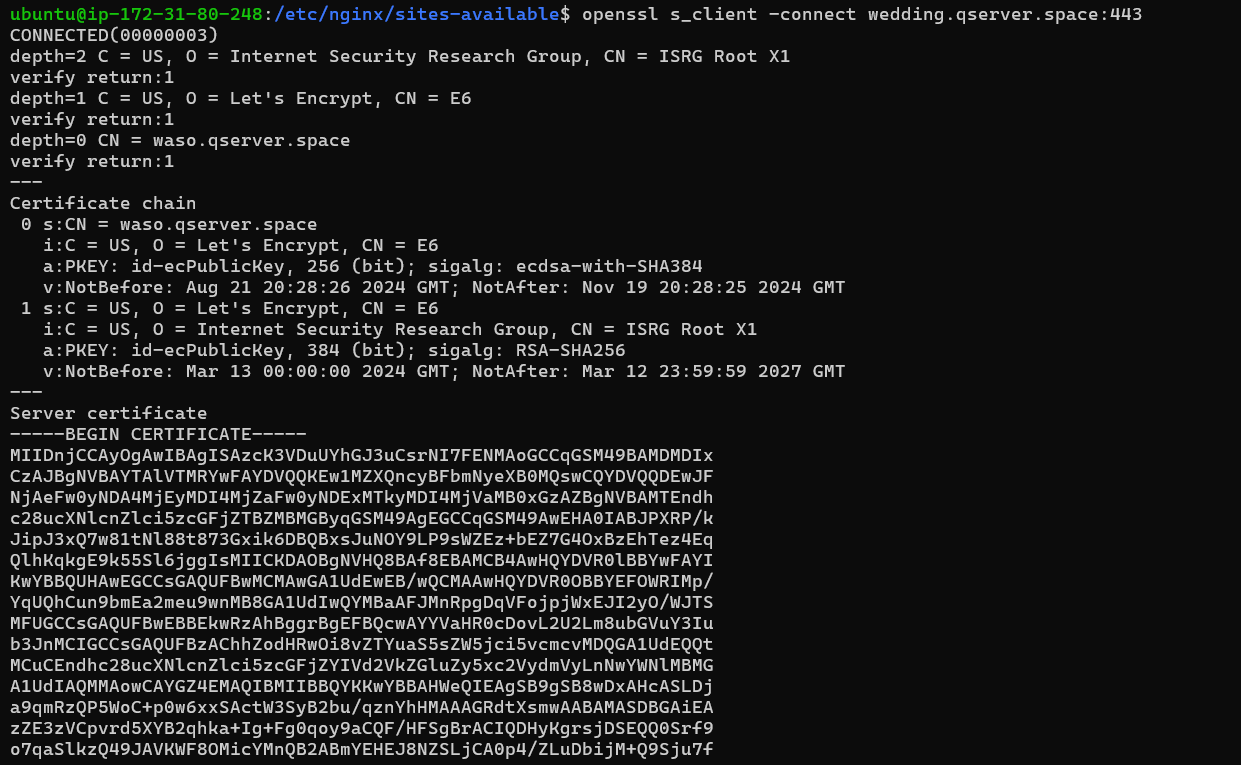 ubuntu@ip-172-31-80-248:/etc/nginx/sites-available$ openssl s_client -connect wedding.qserver.space:443
CONNECTED(00000003)
depth=2 C = US, O = Internet Security Research Group, CN = ISRG Root X1
verify return:1
depth=1 C = US, O = Let's Encrypt, CN = E6
verify return:1
depth=0 CN = waso.qserver.space
verify return:1
---
Certificate chain
 0 s:CN = waso.qserver.space
   i:C = US, O = Let's Encrypt, CN = E6
   a:PKEY: id-ecPublicKey, 256 (bit); sigalg: ecdsa-with-SHA384
   v:NotBefore: Aug 21 20:28:26 2024 GMT; NotAfter: Nov 19 20:28:25 2024 GMT
 1 s:C = US, O = Let's Encrypt, CN = E6
   i:C = US, O = Internet Security Research Group, CN = ISRG Root X1
   a:PKEY: id-ecPublicKey, 384 (bit); sigalg: RSA-SHA256
   v:NotBefore: Mar 13 00:00:00 2024 GMT; NotAfter: Mar 12 23:59:59 2027 GMT
---
Server certificate
-----BEGIN CERTIFICATE-----
MIIDnjCCAyOgAwIBAgISAzcK3VDuUYhGJ3uCsrNI7FENMAoGCCqGSM49BAMDMDIx
CzAJBgNVBAYTAlVTMRYwFAYDVQQKEw1MZXQncyBFbmNyeXB0MQswCQYDVQQDEwJF
NjAeFw0yNDA4MjEyMDI4MjZaFw0yNDExMTkyMDI4MjVaMB0xGzAZBgNVBAMTEndh
c28ucXNlcnZlci5zcGFjZTBZMBMGByqGSM49AgEGCCqGSM49AwEHA0IABJPXRP/k
JipJ3xQ7w81tNl88t873Gxik6DBQBxsJuNOY9LP9sWZEz+bEZ7G4OxBzEhTez4Eq
QlhKqkgE9k55Sl6jggIsMIICKDAOBgNVHQ8BAf8EBAMCB4AwHQYDVR0lBBYwFAYI
KwYBBQUHAwEGCCsGAQUFBwMCMAwGA1UdEwEB/wQCMAAwHQYDVR0OBBYEFOWRIMp/
YqUQhCun9bmEa2meu9wnMB8GA1UdIwQYMBaAFJMnRpgDqVFojpjWxEJI2yO/WJTS
MFUGCCsGAQUFBwEBBEkwRzAhBggrBgEFBQcwAYYVaHR0cDovL2U2Lm8ubGVuY3Iu
b3JnMCIGCCsGAQUFBzAChhZodHRwOi8vZTYuaS5sZW5jci5vcmcvMDQGA1UdEQQt
MCuCEndhc28ucXNlcnZlci5zcGFjZYIVd2VkZGluZy5xc2VydmVyLnNwYWNlMBMG
A1UdIAQMMAowCAYGZ4EMAQIBMIIBBQYKKwYBBAHWeQIEAgSB9gSB8wDxAHcASLDj
a9qmRzQP5WoC+p0w6xxSActW3SyB2bu/qznYhHMAAAGRdtXsmwAABAMASDBGAiEA
zZE3zVCpvrd5XYB2qhka+Ig+Fg0qoy9aCQF/HFSgBrACIQDHyKgrsjDSEQQ0Srf9
o7qaSlkzQ49JAVKWF8OMicYMnQB2ABmYEHEJ8NZSLjCA0p4/ZLuDbijM+Q9Sju7f